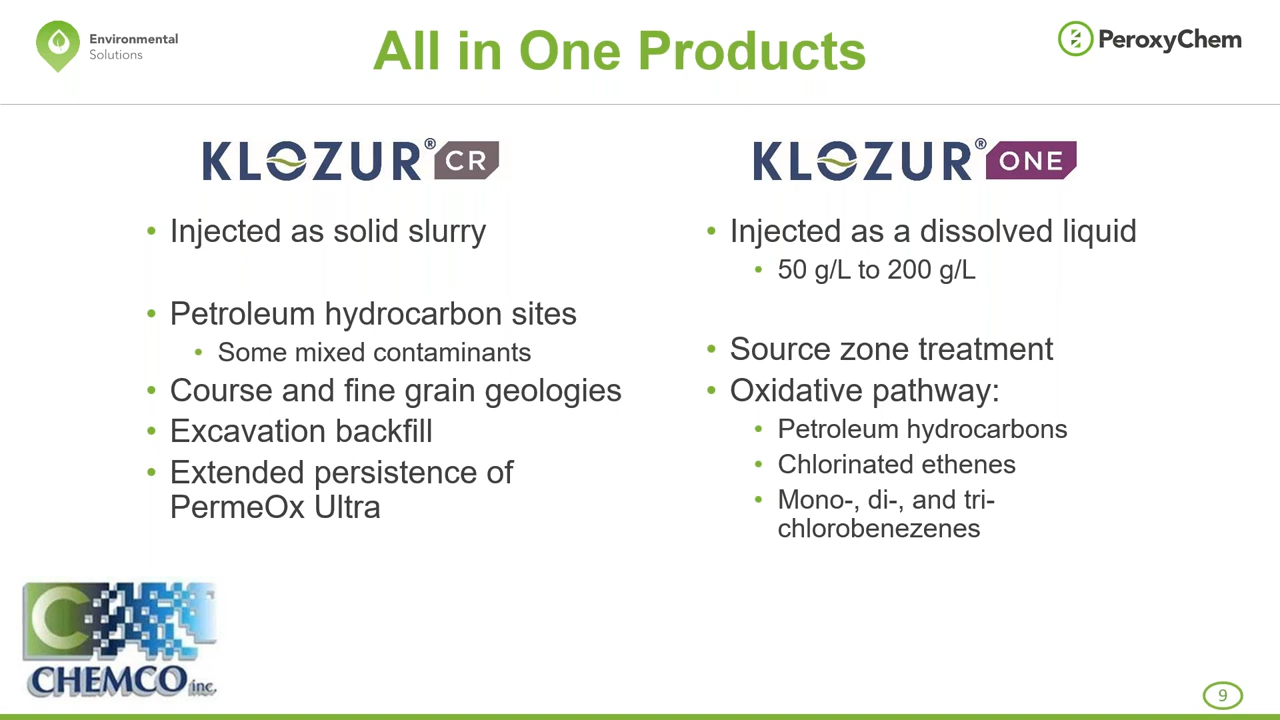 Environmental
Solutions
All in One Products
PeroxyChem
KLOZUR® CR
• Injected as solid slurry
• Petroleum hydrocarbon sites
• Some mixed contaminants
• Course and fine grain geologies
• Excavation backfill
• Extended persistence of
PermeOx Ultra
KLOZUR® ONE
• Injected as a dissolved liquid
• 50 g/L to 200 g/L
• Source zone treatment
• Oxidative pathway:
• Petroleum hydrocarbons
• Chlorinated ethenes
• Mono-, di-, and tri-
chlorobenezenes
C
CHEMCO inc.
9